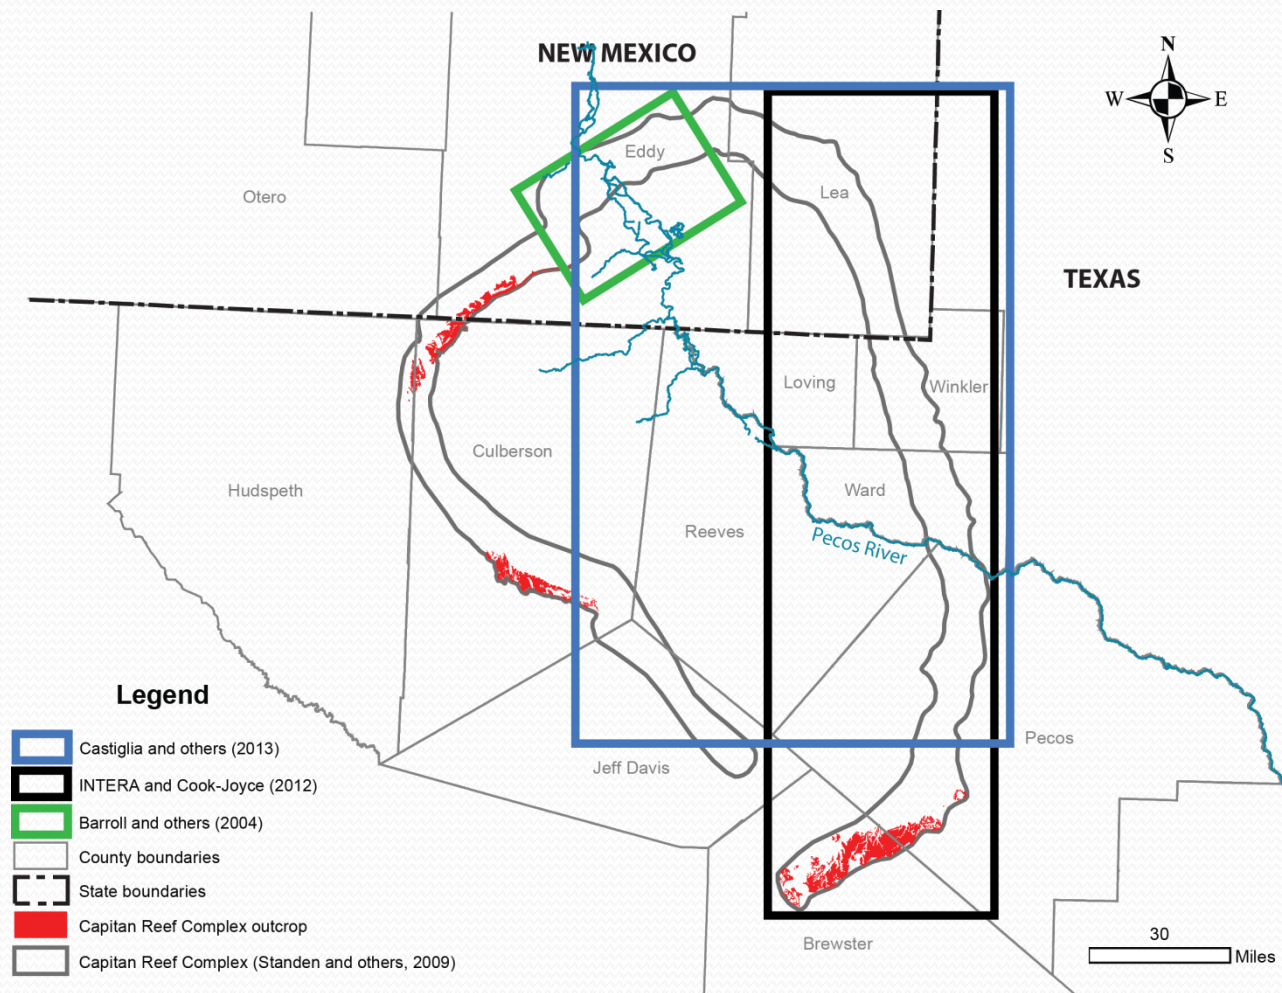 NEW MEXICO
N
W
E
S
Eddy
Otero
Lea
TEXAS
Loving
Winkler
Culberson
Hudspeth
Ward
Reeves
Pecos River
Legend
Castiglia and others (2013)
INTERA and Cook-Joyce (2012)
Barroll and others (2004)
County boundaries
State boundaries
Capitan Reef Complex outcrop
Capitan Reef Complex (Standen and others, 2009)
Pecos
Jeff Davis
Brewster
30
Miles